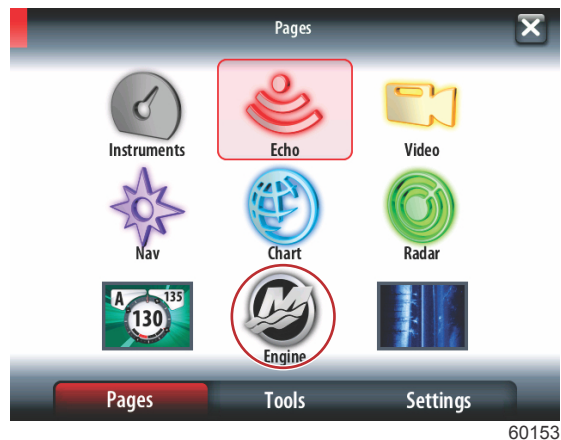 Pages
Instruments Echo Video
Nav Chart Radar
A 135
130
Engine
Pages Tools Settings
60153